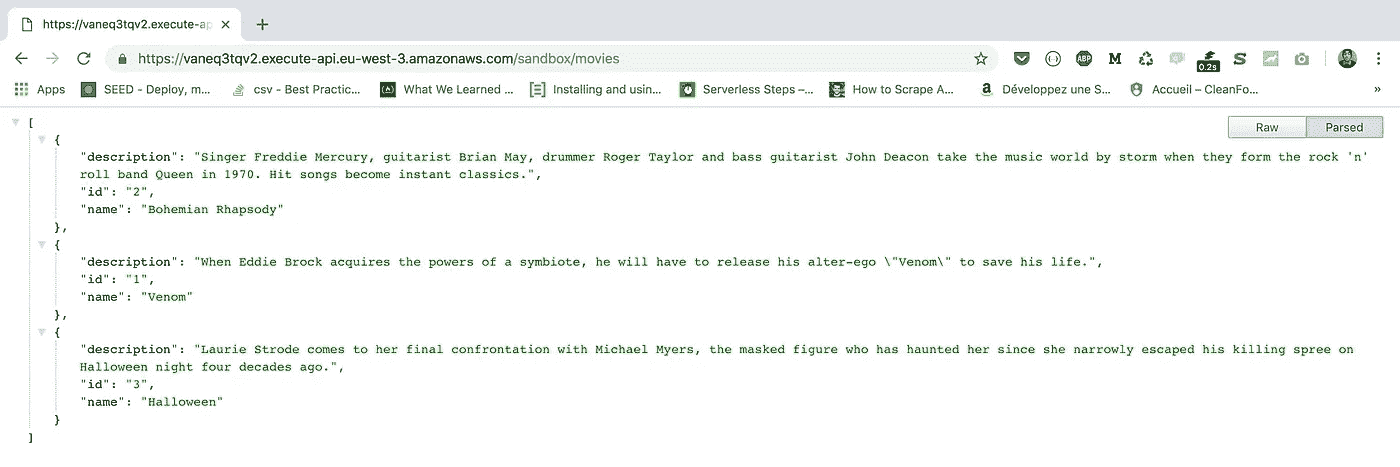 https://vaneq3tqv2.execute-ap
https://vaneq3tqv2.execute-api.eu-west-3.amazonaws.com/sandbox/movies
ABP
M
0.2s
S
Apps
SEED - Deploy, m...
csv - Best Practic...
What We Learned ...
Installing and usin...
Serverless Steps –...
How to Scrape A...
Développez une S...
Accueil – CleanFo...
»
Raw
Parsed
[
{
"description": "Singer Freddie Mercury, guitarist Brian May, drummer Roger Taylor and bass guitarist John Deacon take the music world by storm when they form the rock 'n'
roll band Queen in 1970. Hit songs become instant classics.",
"id": "2",
"name": "Bohemian Rhapsody"
},
{
"description": "When Eddie Brock acquires the powers of a symbiote, he will have to release his alter-ego \"Venom\" to save his life.",
"id": "1",
"name": "Venom"
},
{
"description": "Laurie Strode comes to her final confrontation with Michael Myers, the masked figure who has haunted her since she narrowly escaped his killing spree on
Halloween night four decades ago.",
"id": "3",
"name": "Halloween"
}
]